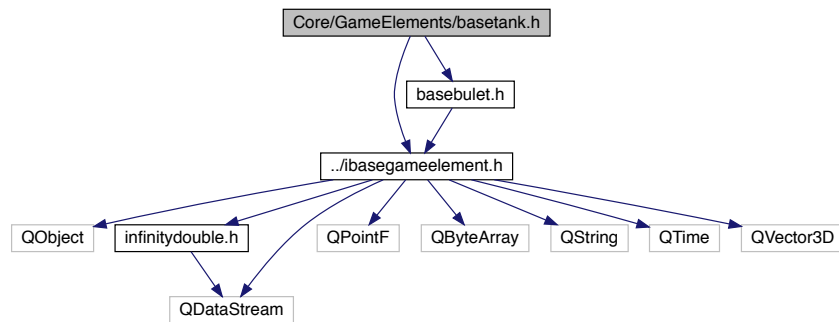 Core/GameElements/basetank.h
basebulet.h
../ibasegameelement.h
QObject
infinitydouble.h
QPointF
QByteArray
QString
QTime
QVector3D
QDataStream